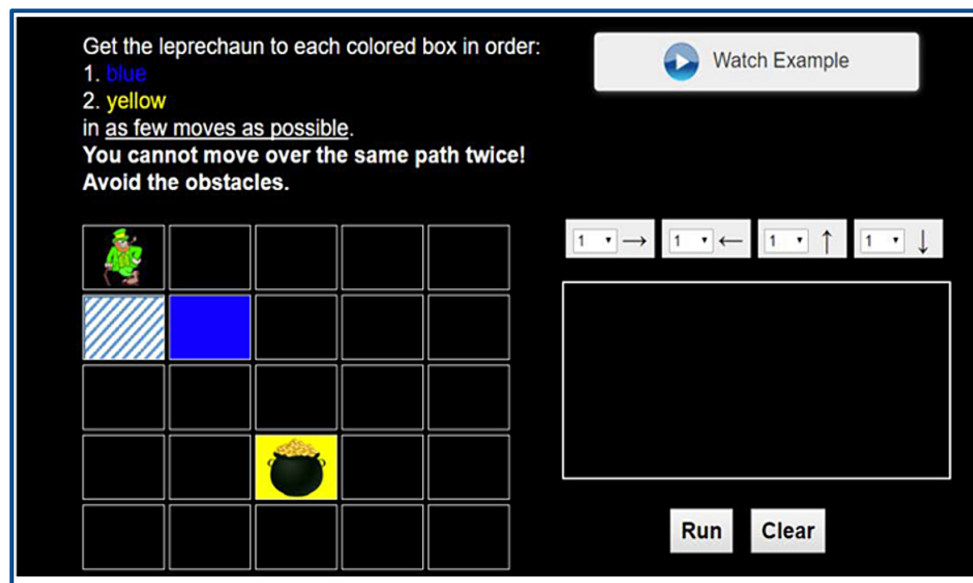 Get the leprechaun to each colored box in order:
1. blue
2. yellow
in as few moves as possible.
You cannot move over the same path twice!
Avoid the obstacles.
Watch Example
1 → 1 ← 1 ↑ 1 ↓
Run Clear